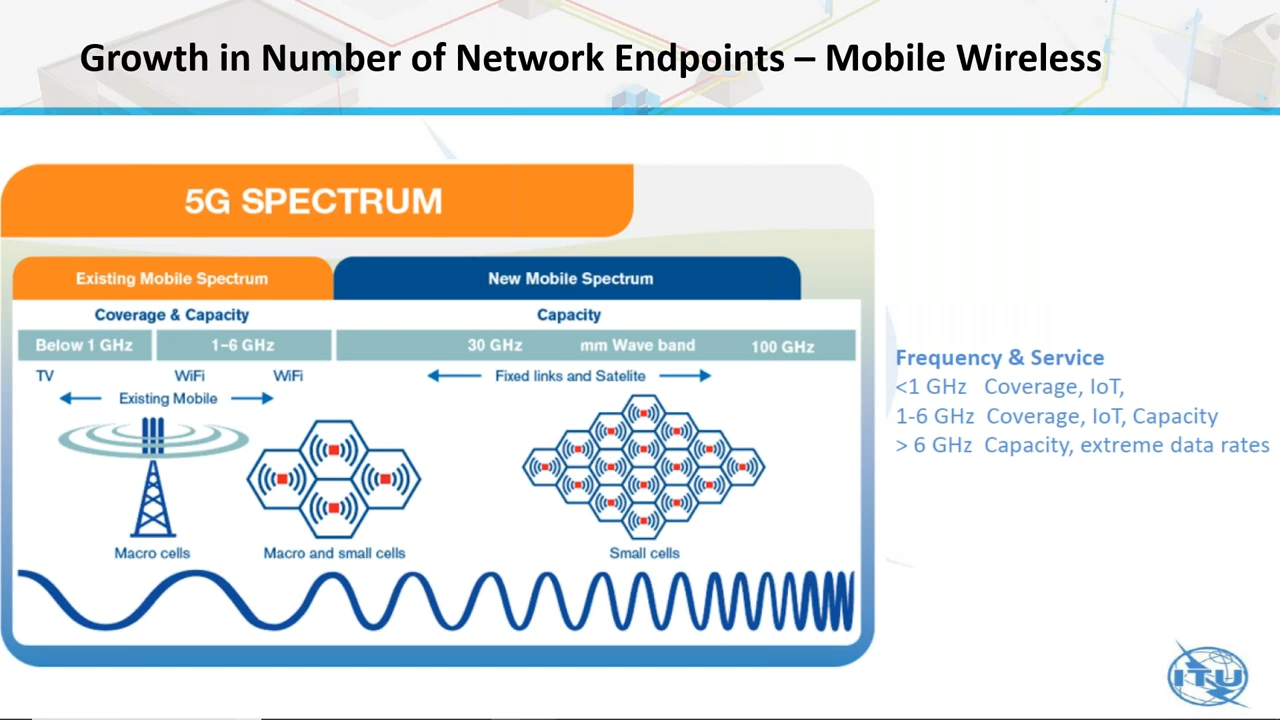 Growth in Number of Network Endpoints – Mobile Wireless
5G SPECTRUM
Existing Mobile Spectrum
New Mobile Spectrum
Coverage & Capacity
Capacity
Below 1 GHz
1–6 GHz
30 GHz
mm Wave band
100 GHz
TV
WiFi
WiFi
Fixed links and Satelite
Existing Mobile
Macro cells
Macro and small cells
Small cells
Frequency & Service
<1 GHz Coverage, IoT,
1-6 GHz Coverage, IoT, Capacity
> 6 GHz Capacity, extreme data rates
ITU